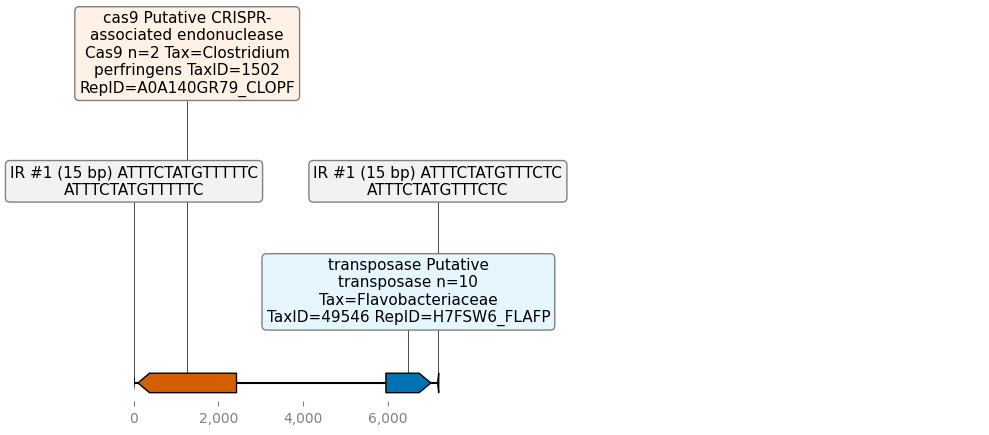 cas9 Putative CRISPR-
associated endonuclease
Cas9 n=2 Tax=Clostridium
perfringens TaxID=1502
RepID=A0A140GR79_CLOPF
IR #1 (15 bp) ATTTCTATGTTTTTC
ATTTCTATGTTTTTC
IR #1 (15 bp) ATTTCTATGTTTCTC
ATTTCTATGTTTCTC
transposase Putative
transposase n=10
Tax=Flavobacteriaceae
TaxID=49546 RepID=H7FSW6_FLAFP
0
2,000
4,000
6,000